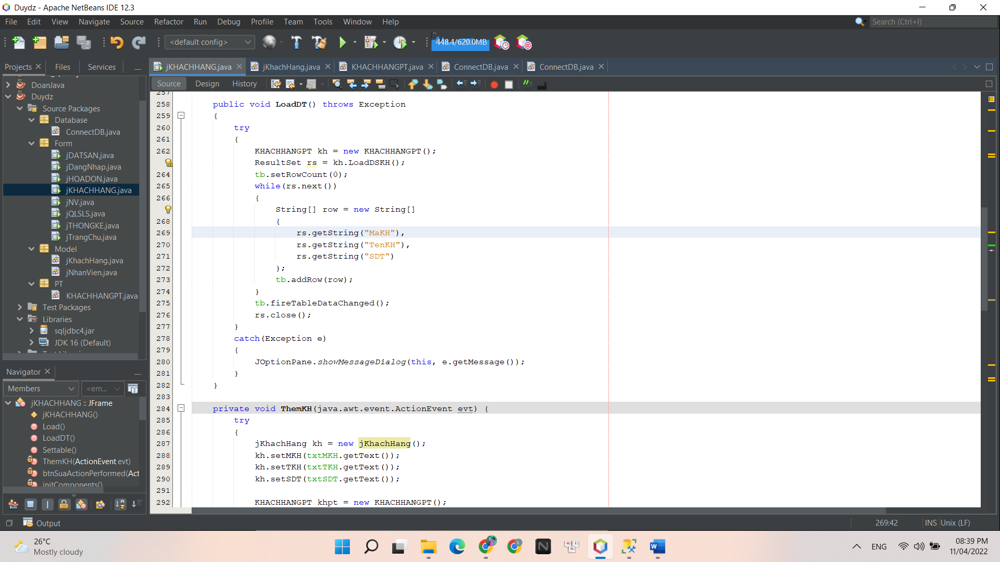 Duydz - Apache NetBeans IDE 12.3
File Edit View Navigate Source Refactor Run Debug Profile Team Tools Window Help
Search (Ctrl+I)
<default config>
448.4/620.0MB
Projects Files Services
jKHACHHANG.java jKhachHang.java KHACHHANGPT.java ConnectDB.java ConnectDB.java
Source Design History
DoanJava
Duydz
Source Packages
Database
ConnectDB.java
Form
jDATSAN.java
jDangNhap.java
jHOADON.java
jKHACHHANG.java
jNV.java
jQLSLS.java
jTHONGKE.java
jTrangChu.java
Model
jKhachHang.java
jNhanVien.java
PT
KHACHHANGPT.java
Test Packages
Libraries
sqljdbc4.jar
JDK 16 (Default)
Navigator
Members <em...
jKHACHHANG :: JFrame
jKHACHHANG()
Load()
LoadDT()
Settable()
ThemKH(ActionEvent evt)
btnSuaActionPerformed(Act
initComponents()
257
258 public void LoadDT() throws Exception
259 {
260 try
261 {
262 KHACHHANGPT kh = new KHACHHANGPT();
ResultSet rs = kh.LoadDSKH();
264 tb.setRowCount(0);
265 while(rs.next())
266 {
String[] row = new String[]
268 {
269 rs.getString("MaKH"),
270 rs.getString("TenKH"),
271 rs.getString("SDT")
272 };
273 tb.addRow(row);
274 }
275 tb.fireTableDataChanged();
276 rs.close();
277 }
278 catch(Exception e)
279 {
280 JOptionPane.showMessageDialog(this, e.getMessage());
281 }
282 }
283
284 private void ThemKH(java.awt.event.ActionEvent evt) {
285 try
286 {
287 jKhachHang kh = new jKhachHang();
288 kh.setMKH(txtMKH.getText());
289 kh.setTKH(txtTKH.getText());
290 kh.setSDT(txtSDT.getText());
291
292 KHACHHANGPT khpt = new KHACHHANGPT();
Output
269:42 INS Unix (LF)
26°C
Mostly cloudy
ENG
08:39 PM
11/04/2022